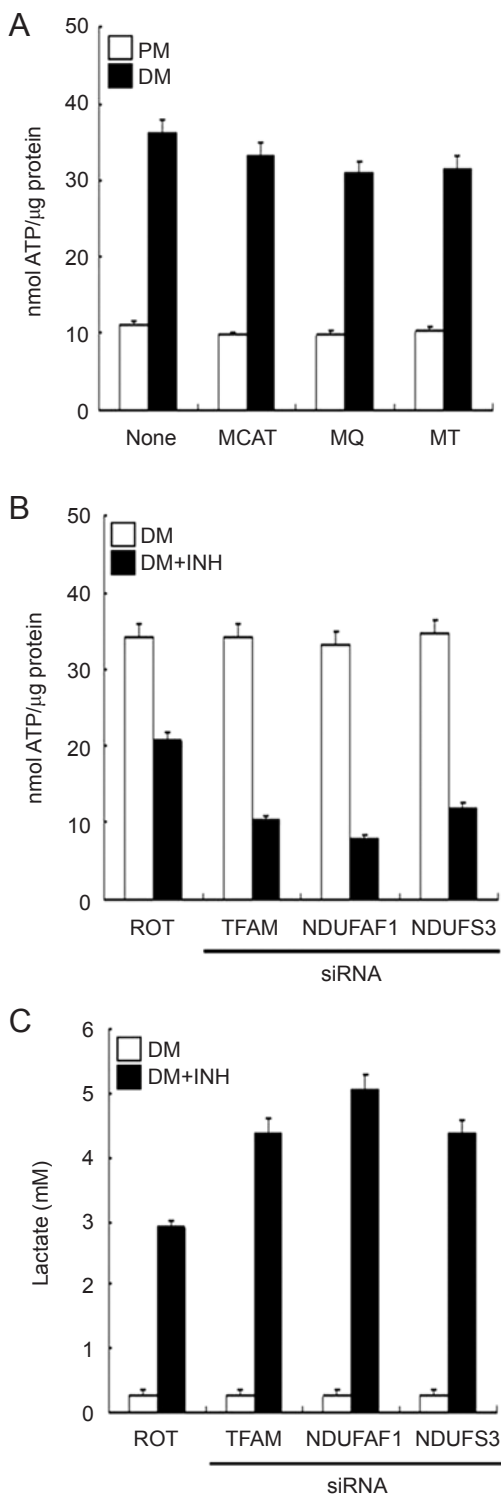 A
50
PM
DM
40
30
20
10
0
nmol ATP/μg protein
None MCAT MQ MT
B
50
DM
DM+INH
40
30
20
10
0
nmol ATP/μg protein
ROT TFAM NDUFAF1 NDUFS3
siRNA
C
6
DM
DM+INH
5
4
3
2
1
0
Lactate (mM)
ROT TFAM NDUFAF1 NDUFS3
siRNA